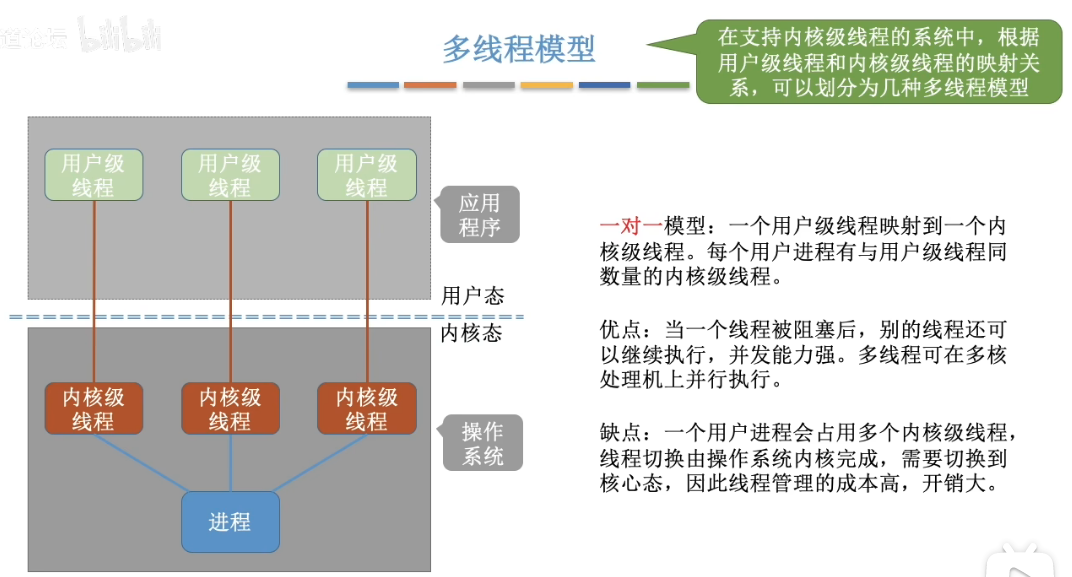 bilibili
多线程模型
在支持内核级线程的系统中，根据
用户级线程和内核级线程的映射关
系，可以划分为几种多线程模型
用户级
线程
用户级
线程
用户级
线程
应用
程序
用户态
内核态
内核级
线程
内核级
线程
内核级
线程
操作
系统
进程
一对一模型：一个用户级线程映射到一个内
核级线程。每个用户进程有与用户级线程同
数量的内核级线程。
优点：当一个线程被阻塞后，别的线程还可
以继续执行，并发能力强。多线程可在多核
处理机上并行执行。
缺点：一个用户进程会占用多个内核级线程，
线程切换由操作系统内核完成，需要切换到
核心态，因此线程管理的成本高，开销大。